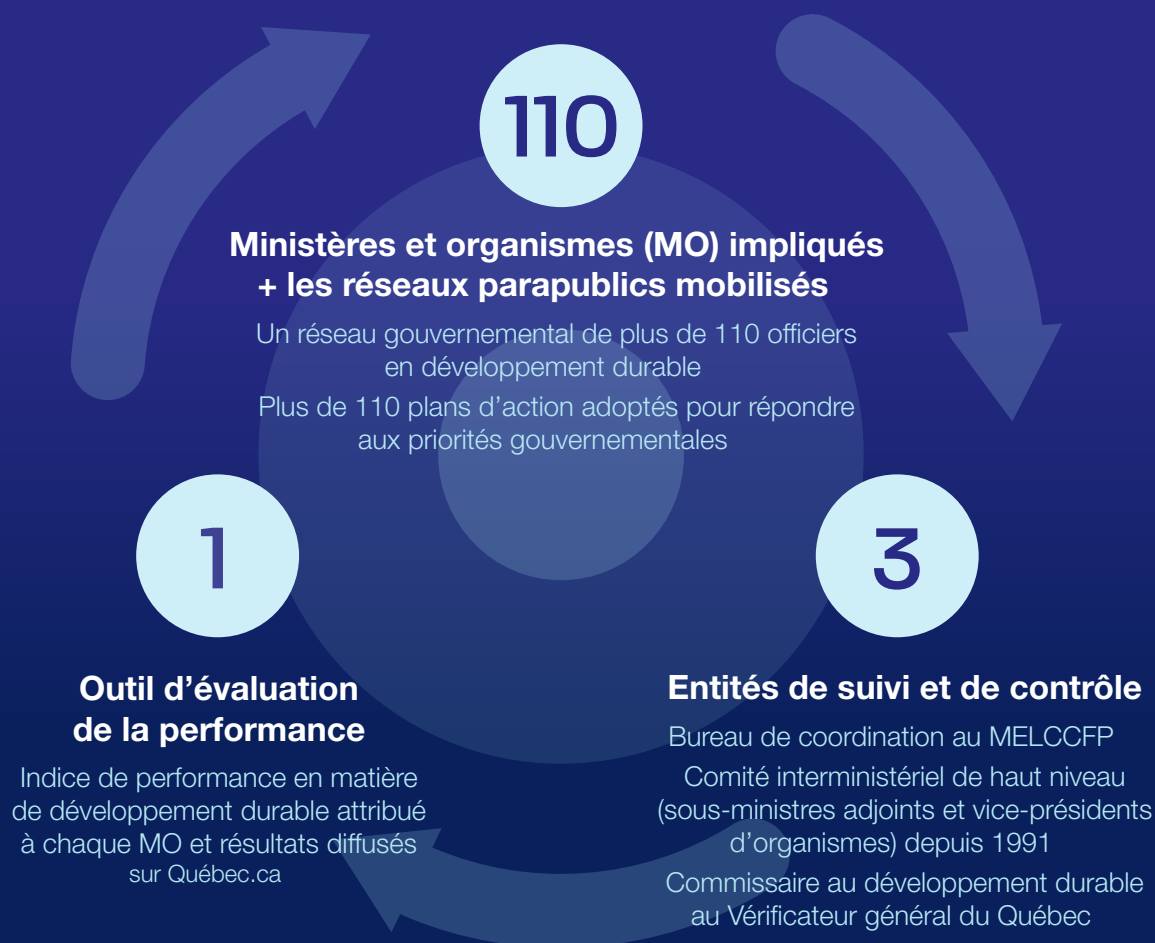 110
Ministères et organismes (MO) impliqués
+ les réseaux parapublics mobilisés
Un réseau gouvernemental de plus de 110 officiers
en développement durable
Plus de 110 plans d’action adoptés pour répondre
aux priorités gouvernementales
1
Outil d’évaluation
de la performance
Indice de performance en matière
de développement durable attribué
à chaque MO et résultats diffusés
sur Québec.ca
3
Entités de suivi et de contrôle
Bureau de coordination au MELCCFP
Comité interministériel de haut niveau
(sous-ministres adjoints et vice-présidents
d’organismes) depuis 1991
Commissaire au développement durable
au Vérificateur général du Québec